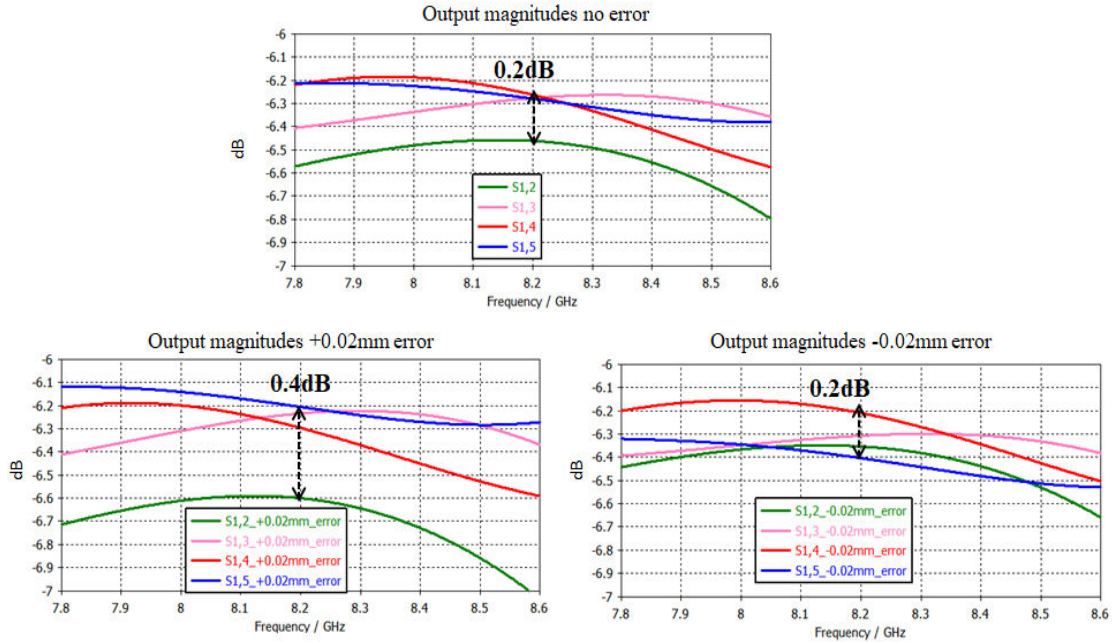 Output magnitudes no error
-6
-6.1
-6.2
-6.3
-6.4
-6.5
-6.6
-6.7
-6.8
-6.9
-7
dB
0.2dB
S1,2
S1,3
S1,4
S1,5
7.8 7.9 8 8.1 8.2 8.3 8.4 8.5 8.6
Frequency / GHz
Output magnitudes +0.02mm error
-6
-6.1
-6.2
-6.3
-6.4
-6.5
-6.6
-6.7
-6.8
-6.9
-7
dB
0.4dB
S1,2_+0.02mm_error
S1,3_+0.02mm_error
S1,4_+0.02mm_error
S1,5_+0.02mm_error
7.8 7.9 8 8.1 8.2 8.3 8.4 8.5 8.6
Frequency / GHz
Output magnitudes -0.02mm error
-6
-6.1
-6.2
-6.3
-6.4
-6.5
-6.6
-6.7
-6.8
-6.9
-7
dB
0.2dB
S1,2_-0.02mm_error
S1,3_-0.02mm_error
S1,4_-0.02mm_error
S1,5_-0.02mm_error
7.8 7.9 8 8.1 8.2 8.3 8.4 8.5 8.6
Frequency / GHz